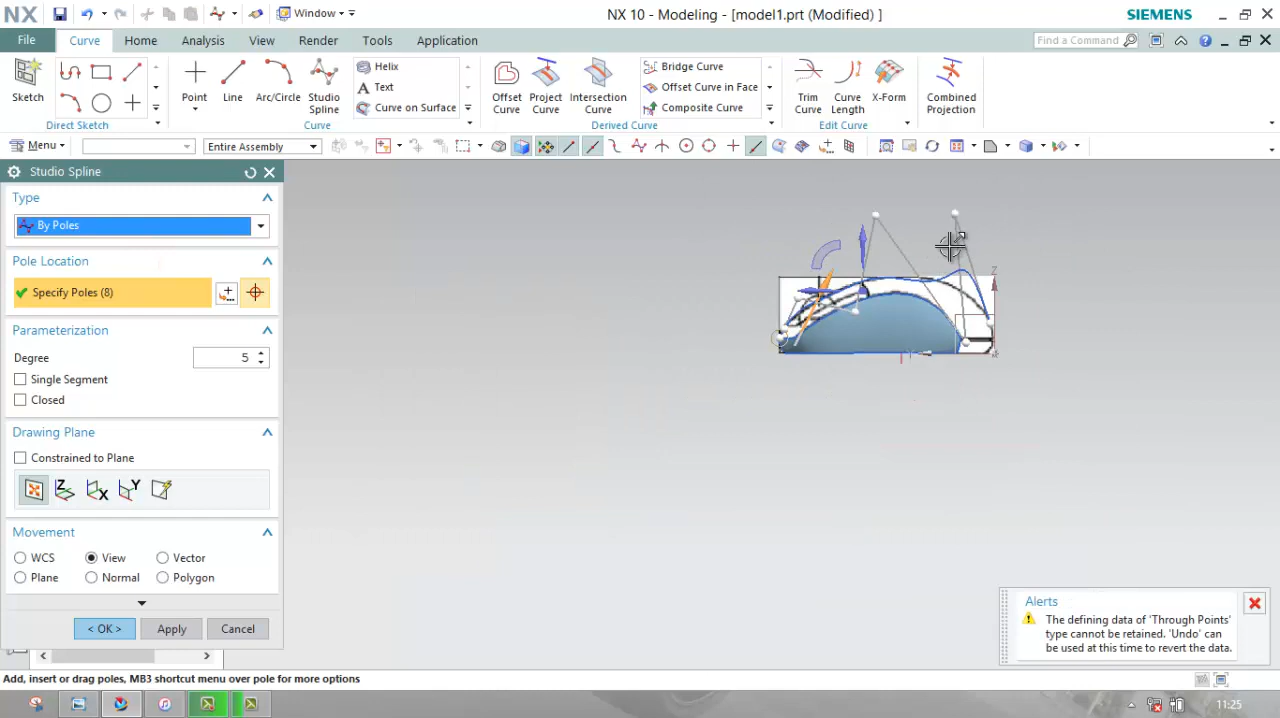 NX Window NX 10 - Modeling - [model1.prt (Modified) ] SIEMENS
File Curve Home Analysis View Render Tools Application Find a Command
Sketch Point Line Arc/Circle Studio Spline Helix Text Curve on Surface Offset Curve Project Curve Intersection Curve Bridge Curve Offset Curve in Face Composite Curve Trim Curve Curve Length X-Form Combined Projection
Direct Sketch Curve Derived Curve Edit Curve
Menu Entire Assembly
Studio Spline
Type
By Poles
Pole Location
Specify Poles (8)
Parameterization
Degree 5
Single Segment
Closed
Drawing Plane
Constrained to Plane
Z X Y
Movement
WCS View Vector
Plane Normal Polygon
< OK > Apply Cancel
Z
Alerts
The defining data of 'Through Points'
type cannot be retained. 'Undo' can
be used at this time to revert the data.
Add, insert or drag poles, MB3 shortcut menu over pole for more options
11:25